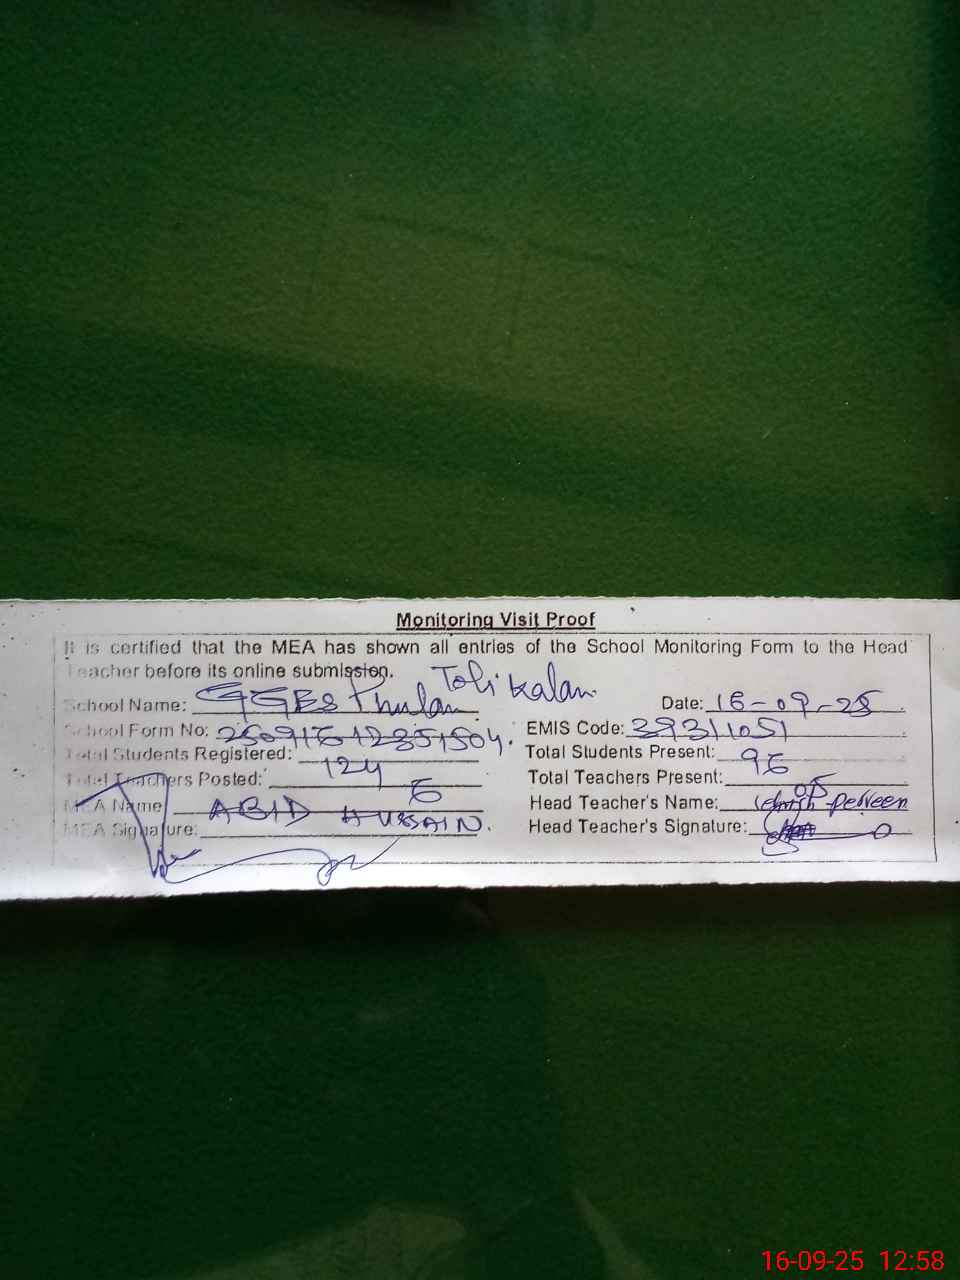 Monitoring Visit Proof
It is certified that the MEA has shown all entries of the School Monitoring Form to the Head
Teacher before its online submission.
School Name: GGES Phulan Toli Kalan Date: 16-09-25
School Form No: EMIS Code: 39311051
Total Students Registered: 124 Total Students Present: 96
Total Teachers Posted: 6 Total Teachers Present: 05
MEA Name ABID HUSSAIN. Head Teacher's Name: Perveen
MEA Signature: Head Teacher's Signature:
16-09-25 12:58